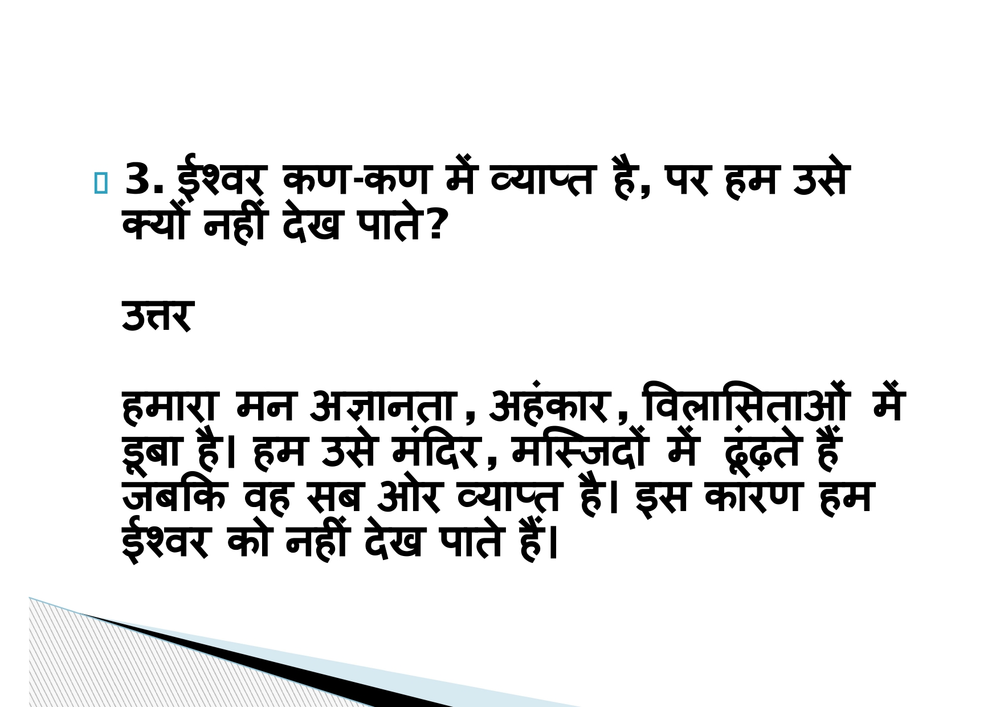 3. ईश्वर कण-कण में व्याप्त है, पर हम उसे
क्यों नहीं देख पाते?
उत्तर
हमारा मन अज्ञानता, अहंकार, विलासिताओं में
डूबा है। हम उसे मंदिर, मस्जिदों में ढूंढ़ते हैं
जबकि वह सब ओर व्याप्त है। इस कारण हम
ईश्वर को नहीं देख पाते हैं।